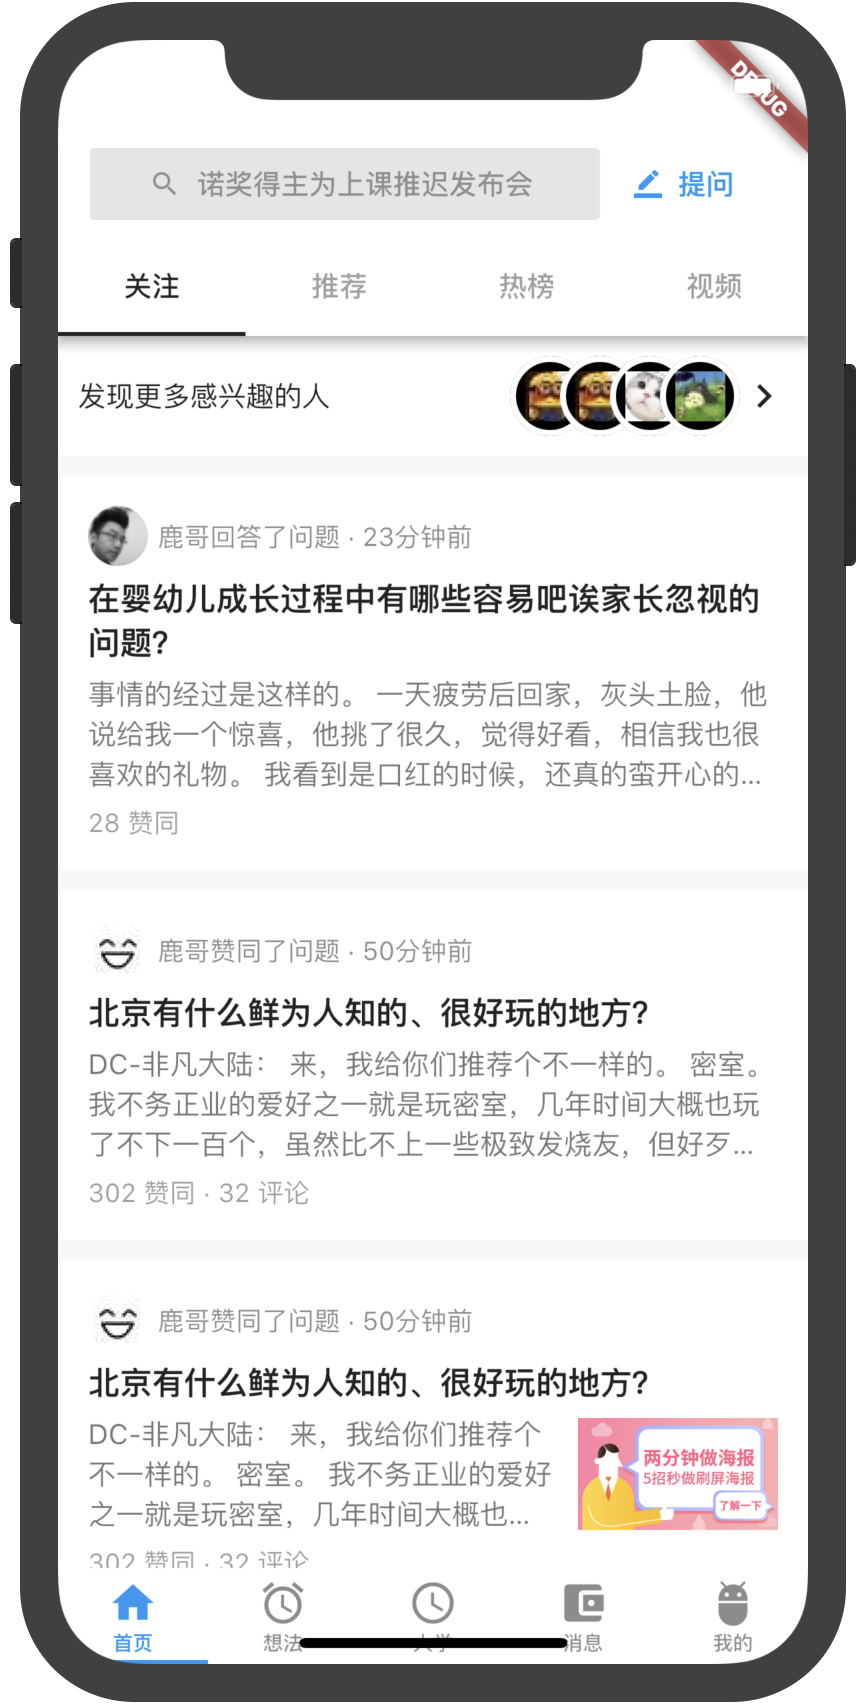 诺奖得主为上课推迟发布会
提问
关注
推荐
热榜
视频
发现更多感兴趣的人
鹿哥回答了问题 · 23分钟前
在婴幼儿成长过程中有哪些容易吧诶家长忽视的
问题?
事情的经过是这样的。 一天疲劳后回家，灰头土脸，他
说给我一个惊喜，他挑了很久，觉得好看，相信我也很
喜欢的礼物。 我看到是口红的时候，还真的蛮开心的...
28 赞同
鹿哥赞同了问题 · 50分钟前
北京有什么鲜为人知的、很好玩的地方?
DC-非凡大陆： 来，我给你们推荐个不一样的。 密室。
我不务正业的爱好之一就是玩密室，几年时间大概也玩
了不下一百个，虽然比不上一些极致发烧友，但好歹...
302 赞同 · 32 评论
鹿哥赞同了问题 · 50分钟前
北京有什么鲜为人知的、很好玩的地方?
DC-非凡大陆： 来，我给你们推荐个
不一样的。 密室。 我不务正业的爱好
之一就是玩密室，几年时间大概也...
两分钟做海报
5招秒做刷屏海报
了解一下
302 赞同 · 32 评论
首页
想法
大学
消息
我的